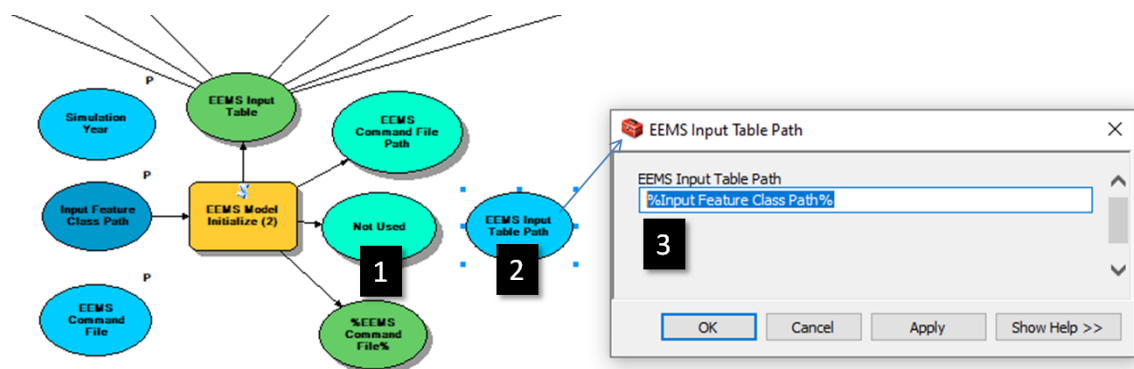 P
Simulation
Year
EEMS Input
Table
EEMS
Command File
Path
P
Input Feature
Class Path
EEMS Model
Initialize (2)
Not Used
1
EEMS Input
Table Path
2
P
EEMS
Command
File
%EEMS
Command
File%
EEMS Input Table Path
EEMS Input Table Path
%Input Feature Class Path%
3
OK
Cancel
Apply
Show Help >>